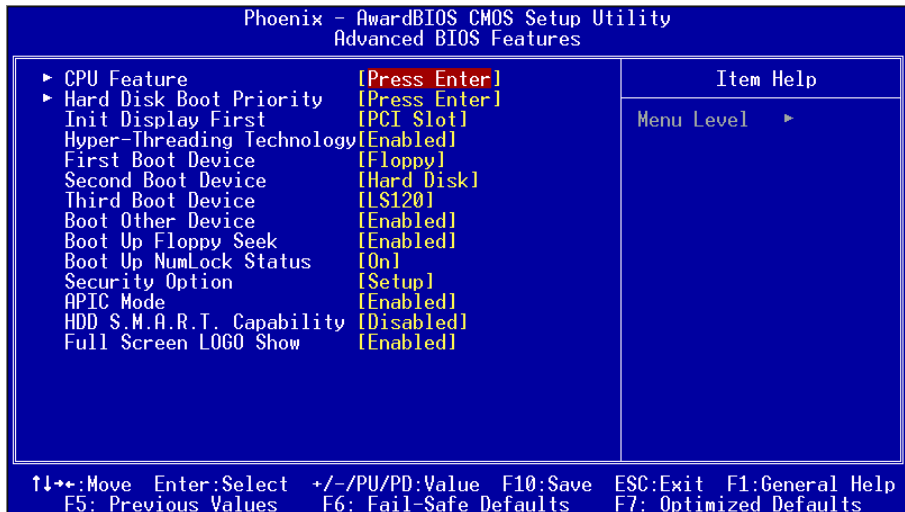 Phoenix - AwardBIOS CMOS Setup Utility
Advanced BIOS Features
► CPU Feature [Press Enter]
► Hard Disk Boot Priority [Press Enter]
Init Display First [PCI Slot]
Hyper-Threading Technology[Enabled]
First Boot Device [Floppy]
Second Boot Device [Hard Disk]
Third Boot Device [LS120]
Boot Other Device [Enabled]
Boot Up Floppy Seek [Enabled]
Boot Up NumLock Status [On]
Security Option [Setup]
APIC Mode [Enabled]
HDD S.M.A.R.T. Capability [Disabled]
Full Screen LOGO Show [Enabled]
Item Help
Menu Level ►
↑↓→←:Move Enter:Select +/-/PU/PD:Value F10:Save ESC:Exit F1:General Help
F5: Previous Values F6: Fail-Safe Defaults F7: Optimized Defaults